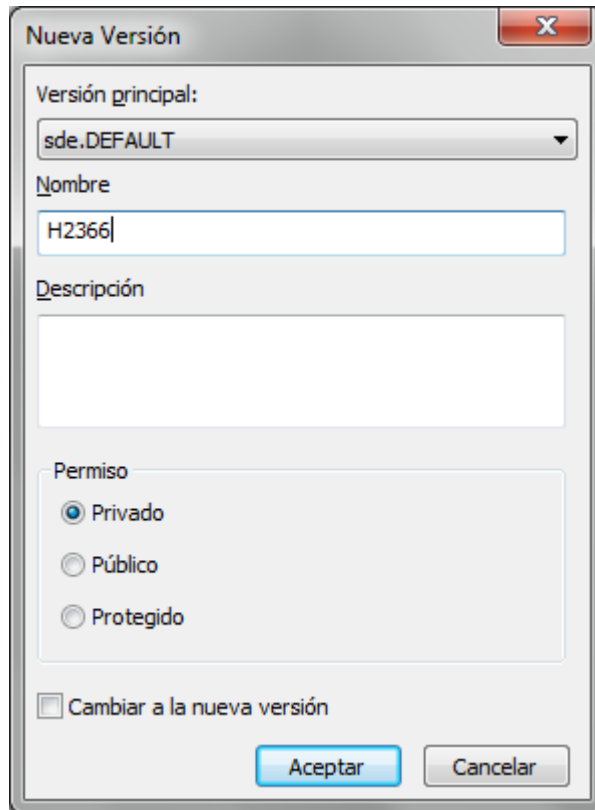 Nueva Versión
Versión principal:
sde.DEFAULT
Nombre
H2366
Descripción
Permiso
Privado
Público
Protegido
Cambiar a la nueva versión
Aceptar Cancelar